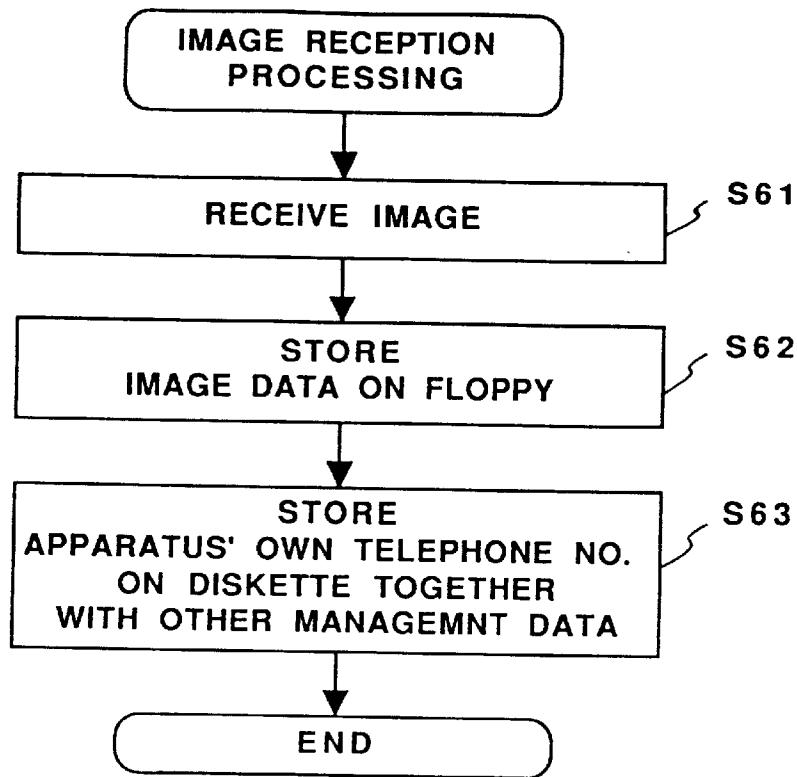 IMAGE RECEPTION
PROCESSING
RECEIVE IMAGE
S61
STORE
IMAGE DATA ON FLOPPY
S62
STORE
APPARATUS' OWN TELEPHONE NO.
ON DISKETTE TOGETHER
WITH OTHER MANAGEMNT DATA
S63
END